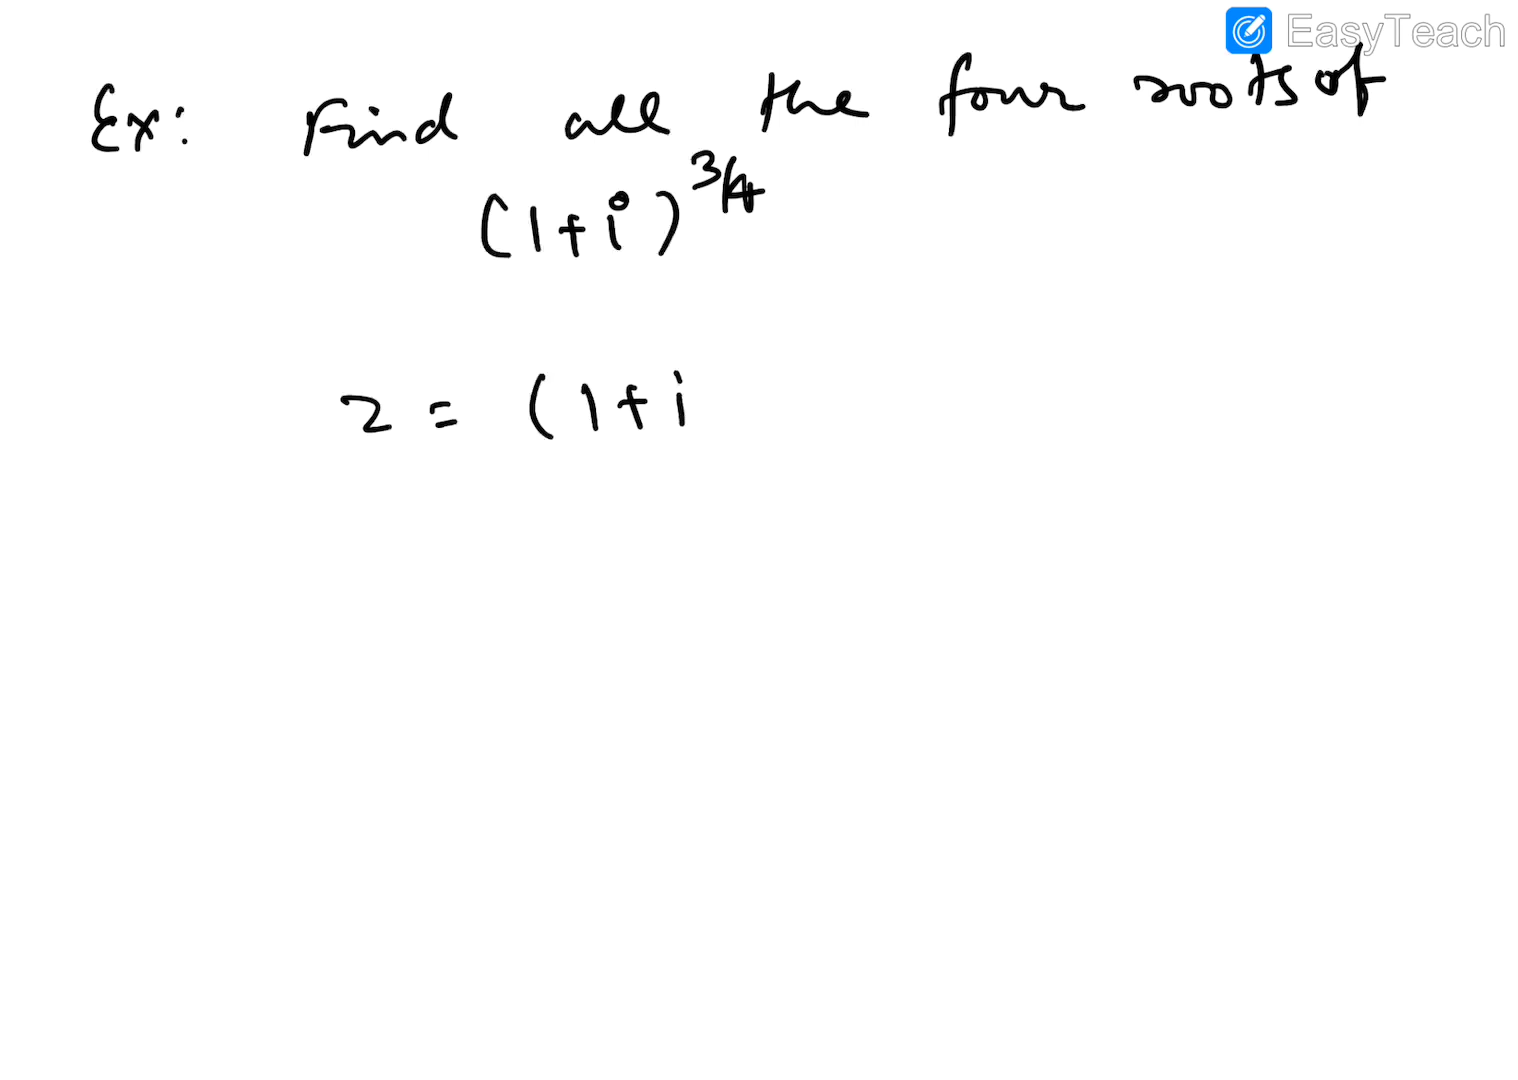 EasyTeach
Ex: Find all the four roots of
(1+i)^3/4
z = (1+i